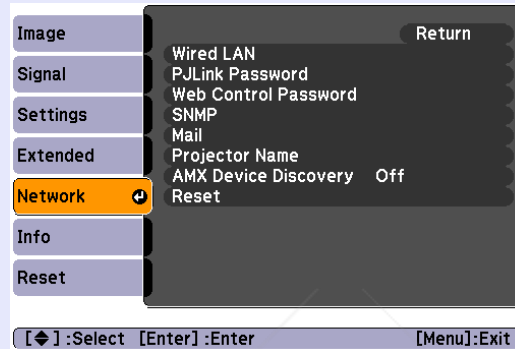 Image
Signal
Settings
Extended
Network
Info
Reset
Return
Wired LAN
PJLink Password
Web Control Password
SNMP
Mail
Projector Name
AMX Device Discovery Off
Reset
[◆] :Select [Enter] :Enter [Menu]:Exit